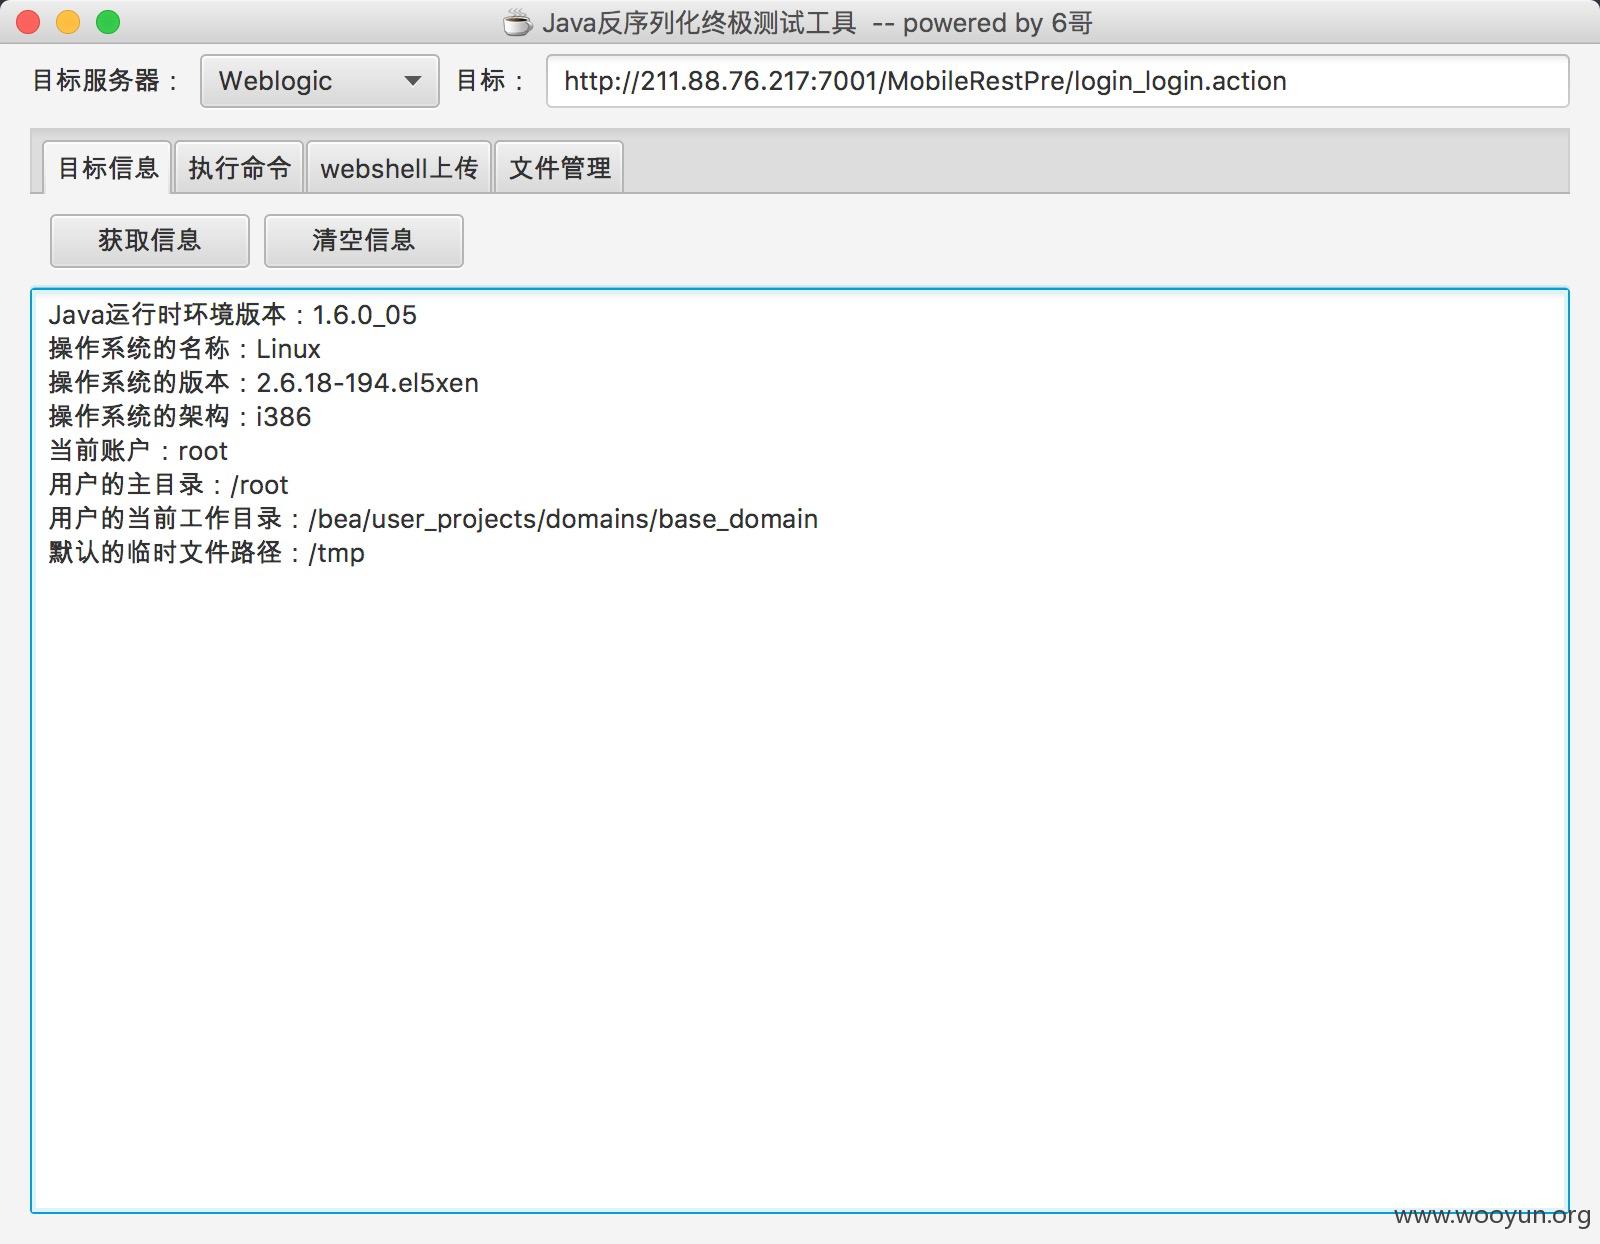 Java反序列化终极测试工具 -- powered by 6哥
目标服务器： Weblogic 目标： http://211.88.76.217:7001/MobileRestPre/login_login.action
目标信息 执行命令 webshell上传 文件管理
获取信息 清空信息
Java运行时环境版本：1.6.0_05
操作系统的名称：Linux
操作系统的版本：2.6.18-194.el5xen
操作系统的架构：i386
当前账户：root
用户的主目录：/root
用户的当前工作目录：/bea/user_projects/domains/base_domain
默认的临时文件路径：/tmp
www.wooyun.org